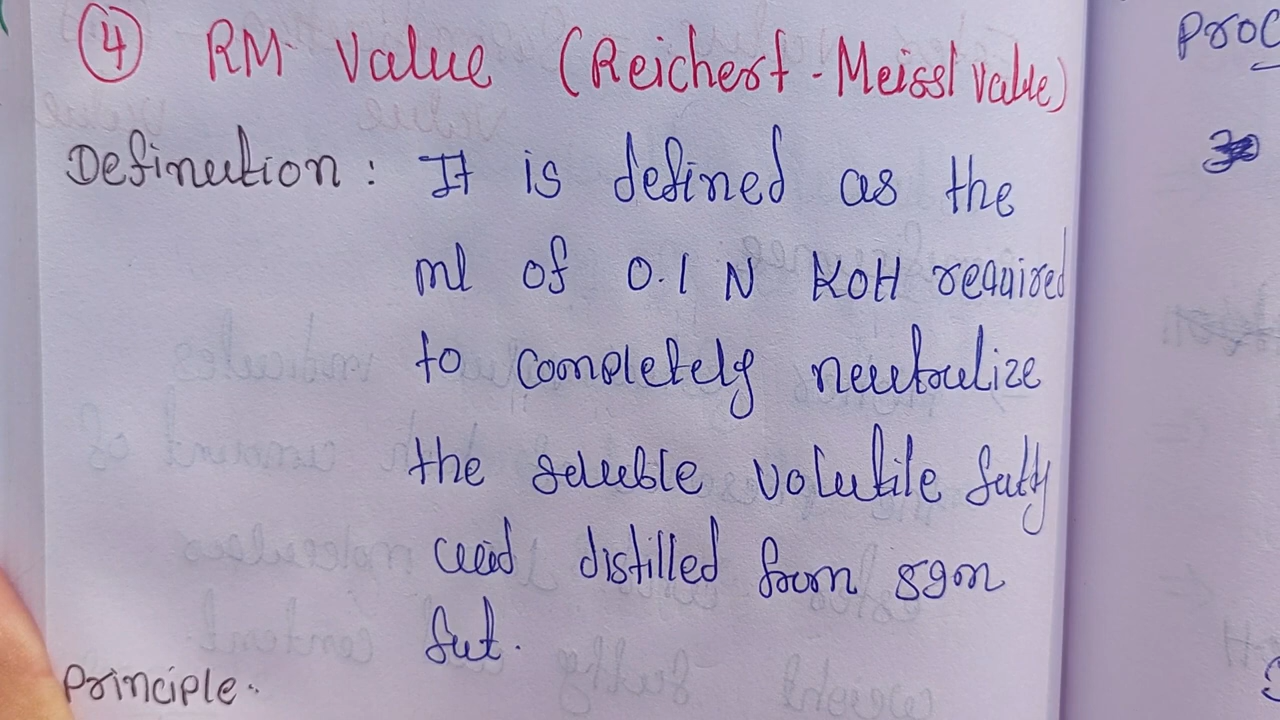 ④ RM Value (Reichert-Meissl value)
Definition : It is defined as the
ml of 0.1 N KOH required
to completely neutralize
the soluble volatile fatty
acid distilled from 5gm
fat.
Principle.
Proc